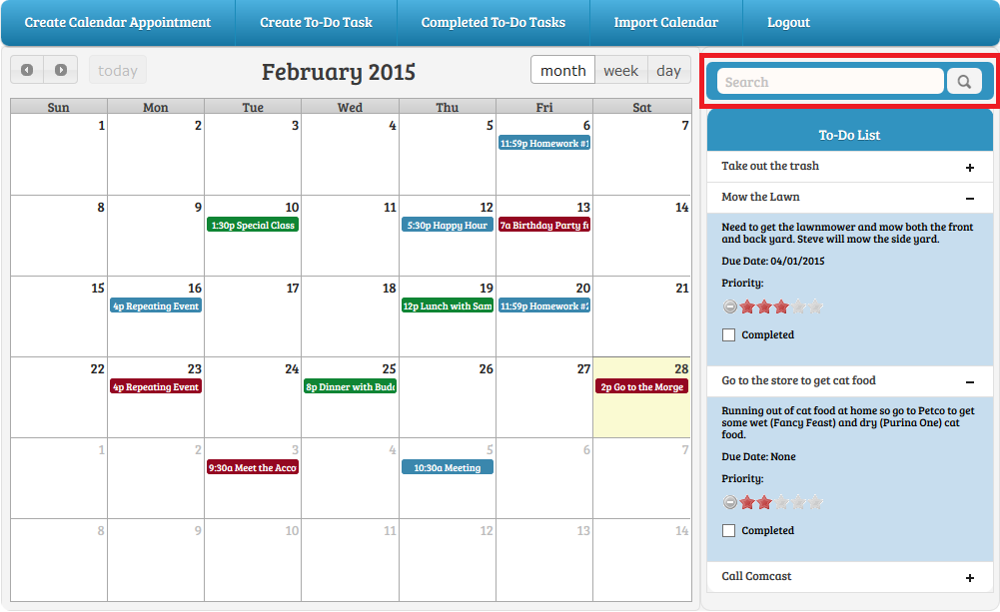 Create Calendar Appointment Create To-Do Task Completed To-Do Tasks Import Calendar Logout
today February 2015 month week day
Sun Mon Tue Wed Thu Fri Sat
1 2 3 4 5 6 7
11:59p Homework #1
8 9 10 11 12 13 14
1:30p Special Class 5:30p Happy Hour 7a Birthday Party fo
15 16 17 18 19 20 21
4p Repeating Event 12p Lunch with Sam 11:59p Homework #2
22 23 24 25 26 27 28
4p Repeating Event 8p Dinner with Budd 2p Go to the Morge
1 2 3 4 5 6 7
9:30a Meet the Acco 10:30a Meeting
8 9 10 11 12 13 14
Search
To-Do List
Take out the trash +
Mow the Lawn –
Need to get the lawnmower and mow both the front
and back yard. Steve will mow the side yard.
Due Date: 04/01/2015
Priority:
Completed
Go to the store to get cat food –
Running out of cat food at home so go to Petco to get
some wet (Fancy Feast) and dry (Purina One) cat
food.
Due Date: None
Priority:
Completed
Call Comcast +